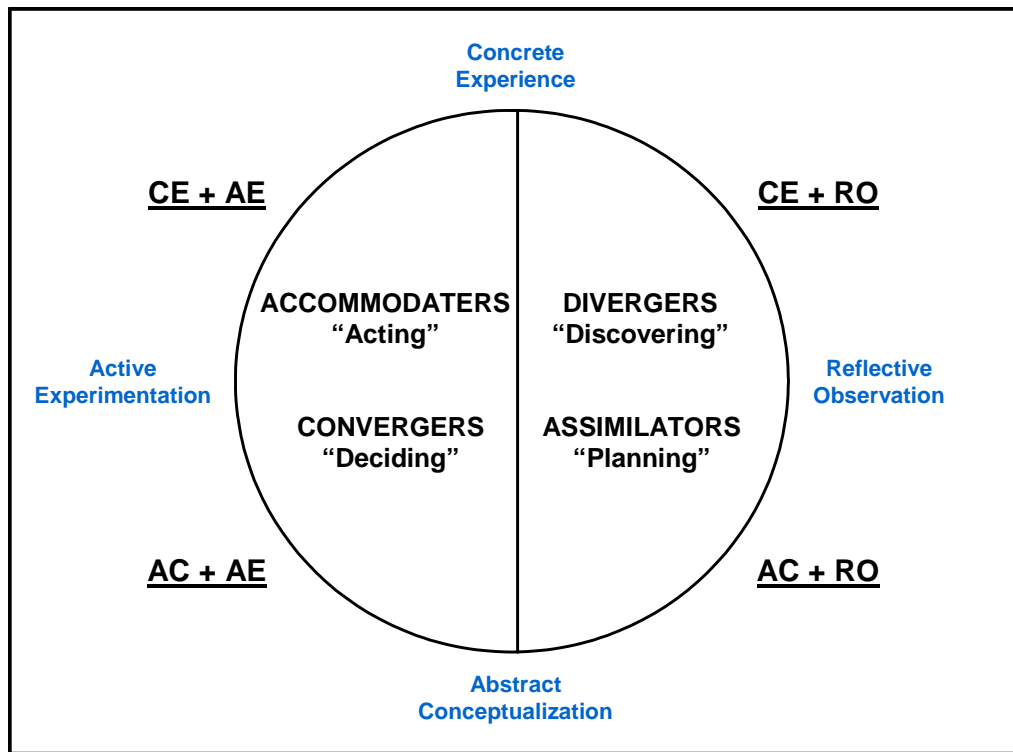 Concrete
Experience
CE + AE
CE + RO
ACCOMMODATERS
“Acting”
DIVERGERS
“Discovering”
Active
Experimentation
Reflective
Observation
CONVERGERS
“Deciding”
ASSIMILATORS
“Planning”
AC + AE
AC + RO
Abstract
Conceptualization